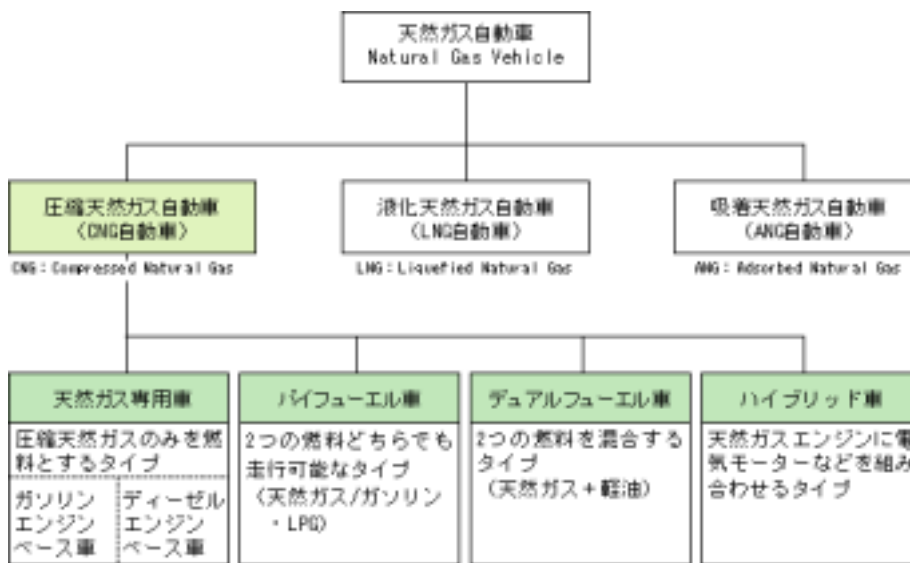 天然ガス自動車
Natural Gas Vehicle
圧縮天然ガス自動車
(CNG自動車)
CNG：Compressed Natural Gas
液化天然ガス自動車
(LNG自動車)
LNG：Liquefied Natural Gas
吸着天然ガス自動車
(ANG自動車)
ANG：Adsorbed Natural Gas
天然ガス専用車
圧縮天然ガスのみを燃
料とするタイプ
ガソリン
エンジン
ベース車
ディーゼル
エンジン
ベース車
バイフューエル車
2つの燃料どちらでも
走行可能なタイプ
(天然ガス/ガソリン
・LPG)
デュアルフューエル車
2つの燃料を混合する
タイプ
(天然ガス＋軽油)
ハイブリッド車
天然ガスエンジンに電
気モーターなどを組み
合わせるタイプ